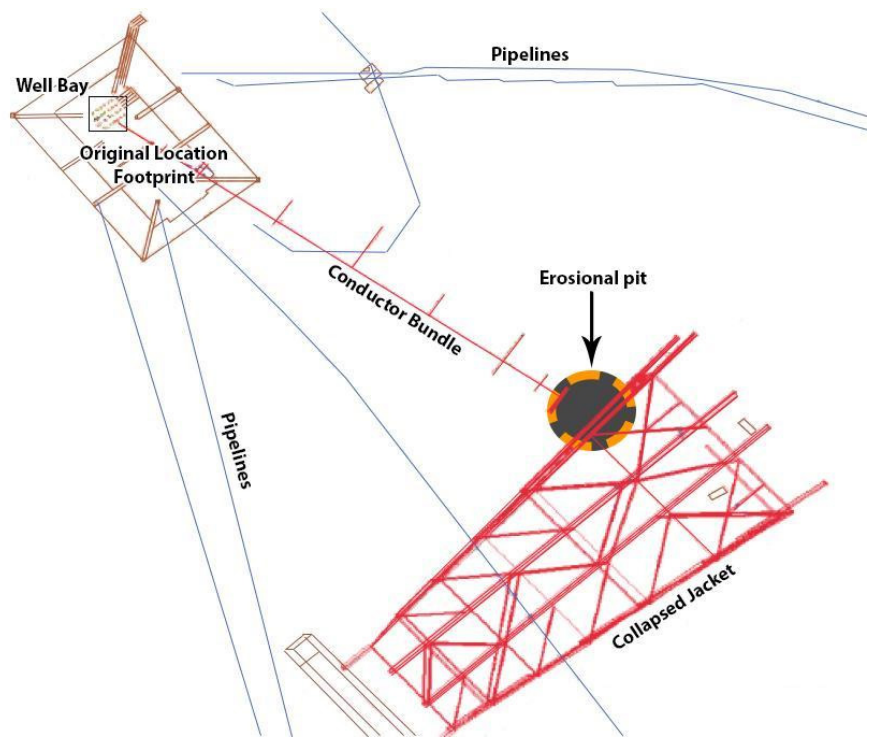 Pipelines
Well Bay
Original Location
Footprint
Erosional pit
Conductor Bundle
Pipelines
Collapsed Jacket